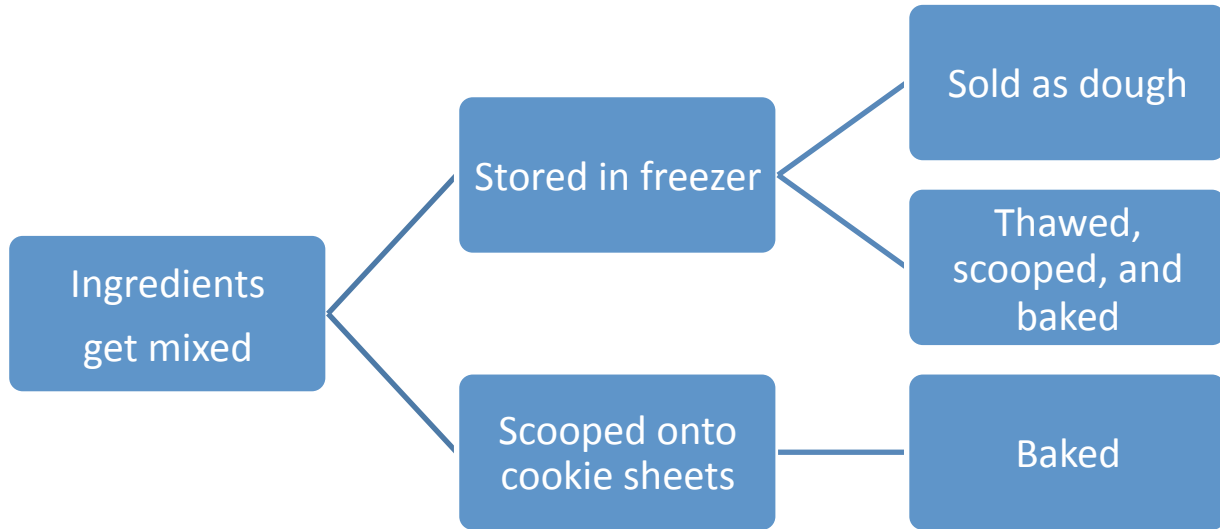 Ingredients
get mixed
Stored in freezer
Sold as dough
Thawed,
scooped, and
baked
Scooped onto
cookie sheets
Baked